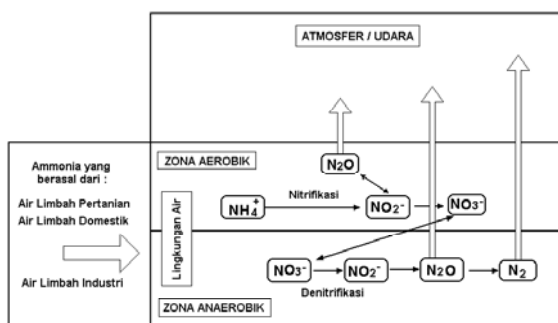 ATMOSFER / UDARA
Ammonia yang
berasal dari :
Air Limbah Pertanian
Air Limbah Domestik
Air Limbah Industri
Lingkungan Air
ZONA AEROBIK
N₂O
NH₄⁺
Nitrifikasi
NO₂⁻
NO₃⁻
NO₃⁻
NO₂⁻
N₂O
N₂
Denitrifikasi
ZONA ANAEROBIK